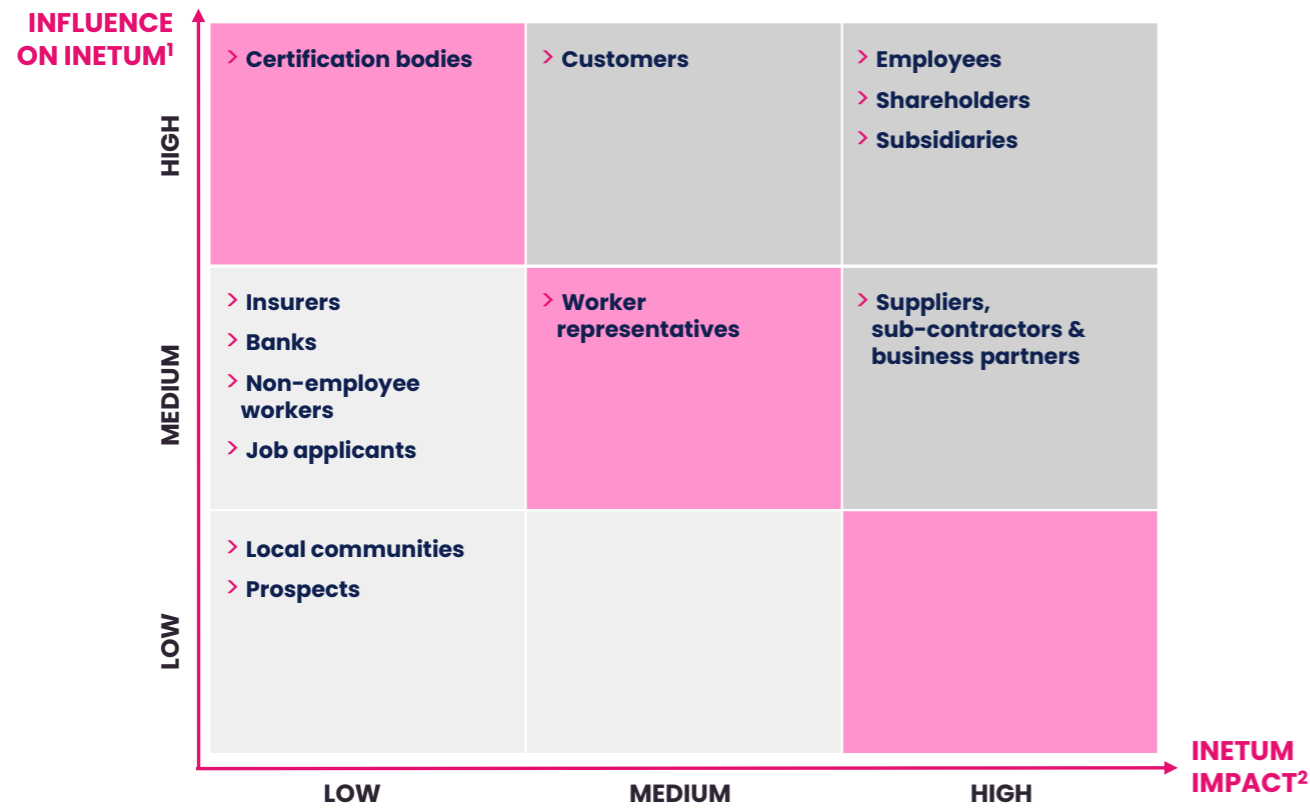 INFLUENCE
ON INETUM¹
HIGH
> Certification bodies
> Customers
> Employees
> Shareholders
> Subsidiaries
MEDIUM
> Insurers
> Banks
> Non-employee
workers
> Job applicants
> Worker
representatives
> Suppliers,
sub-contractors &
business partners
LOW
> Local communities
> Prospects
LOW
MEDIUM
HIGH
INETUM
IMPACT²